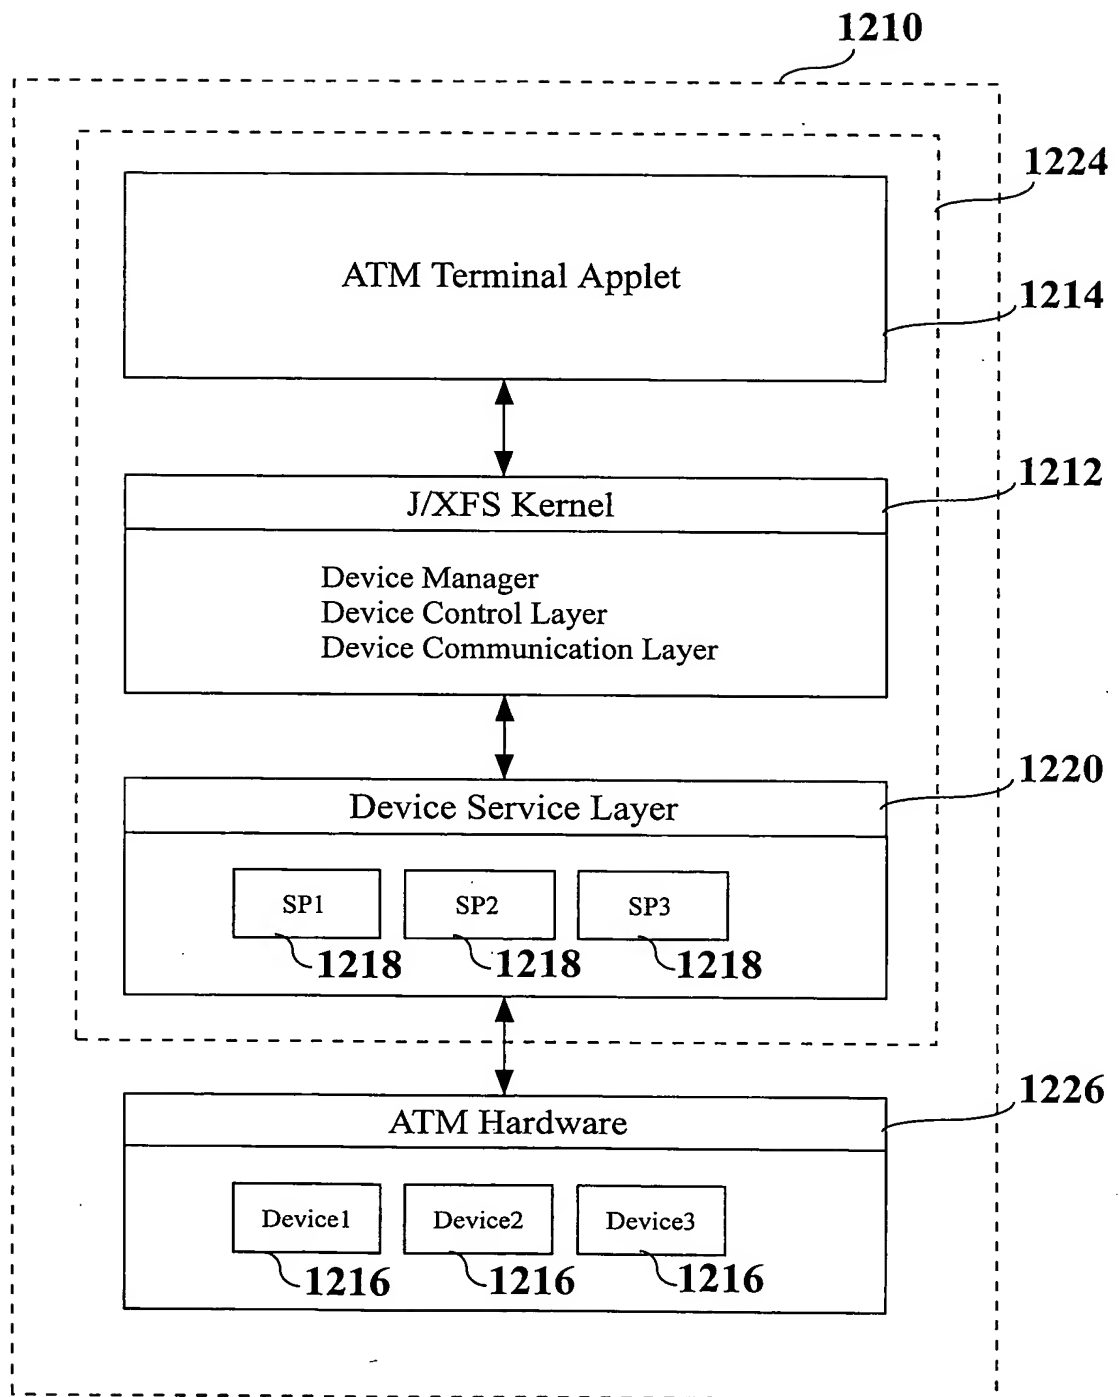 1210
1224
ATM Terminal Applet
1214
1212
J/XFS Kernel
Device Manager
Device Control Layer
Device Communication Layer
1220
Device Service Layer
SP1 SP2 SP3
1218 1218 1218
1226
ATM Hardware
Device1 Device2 Device3
1216 1216 1216